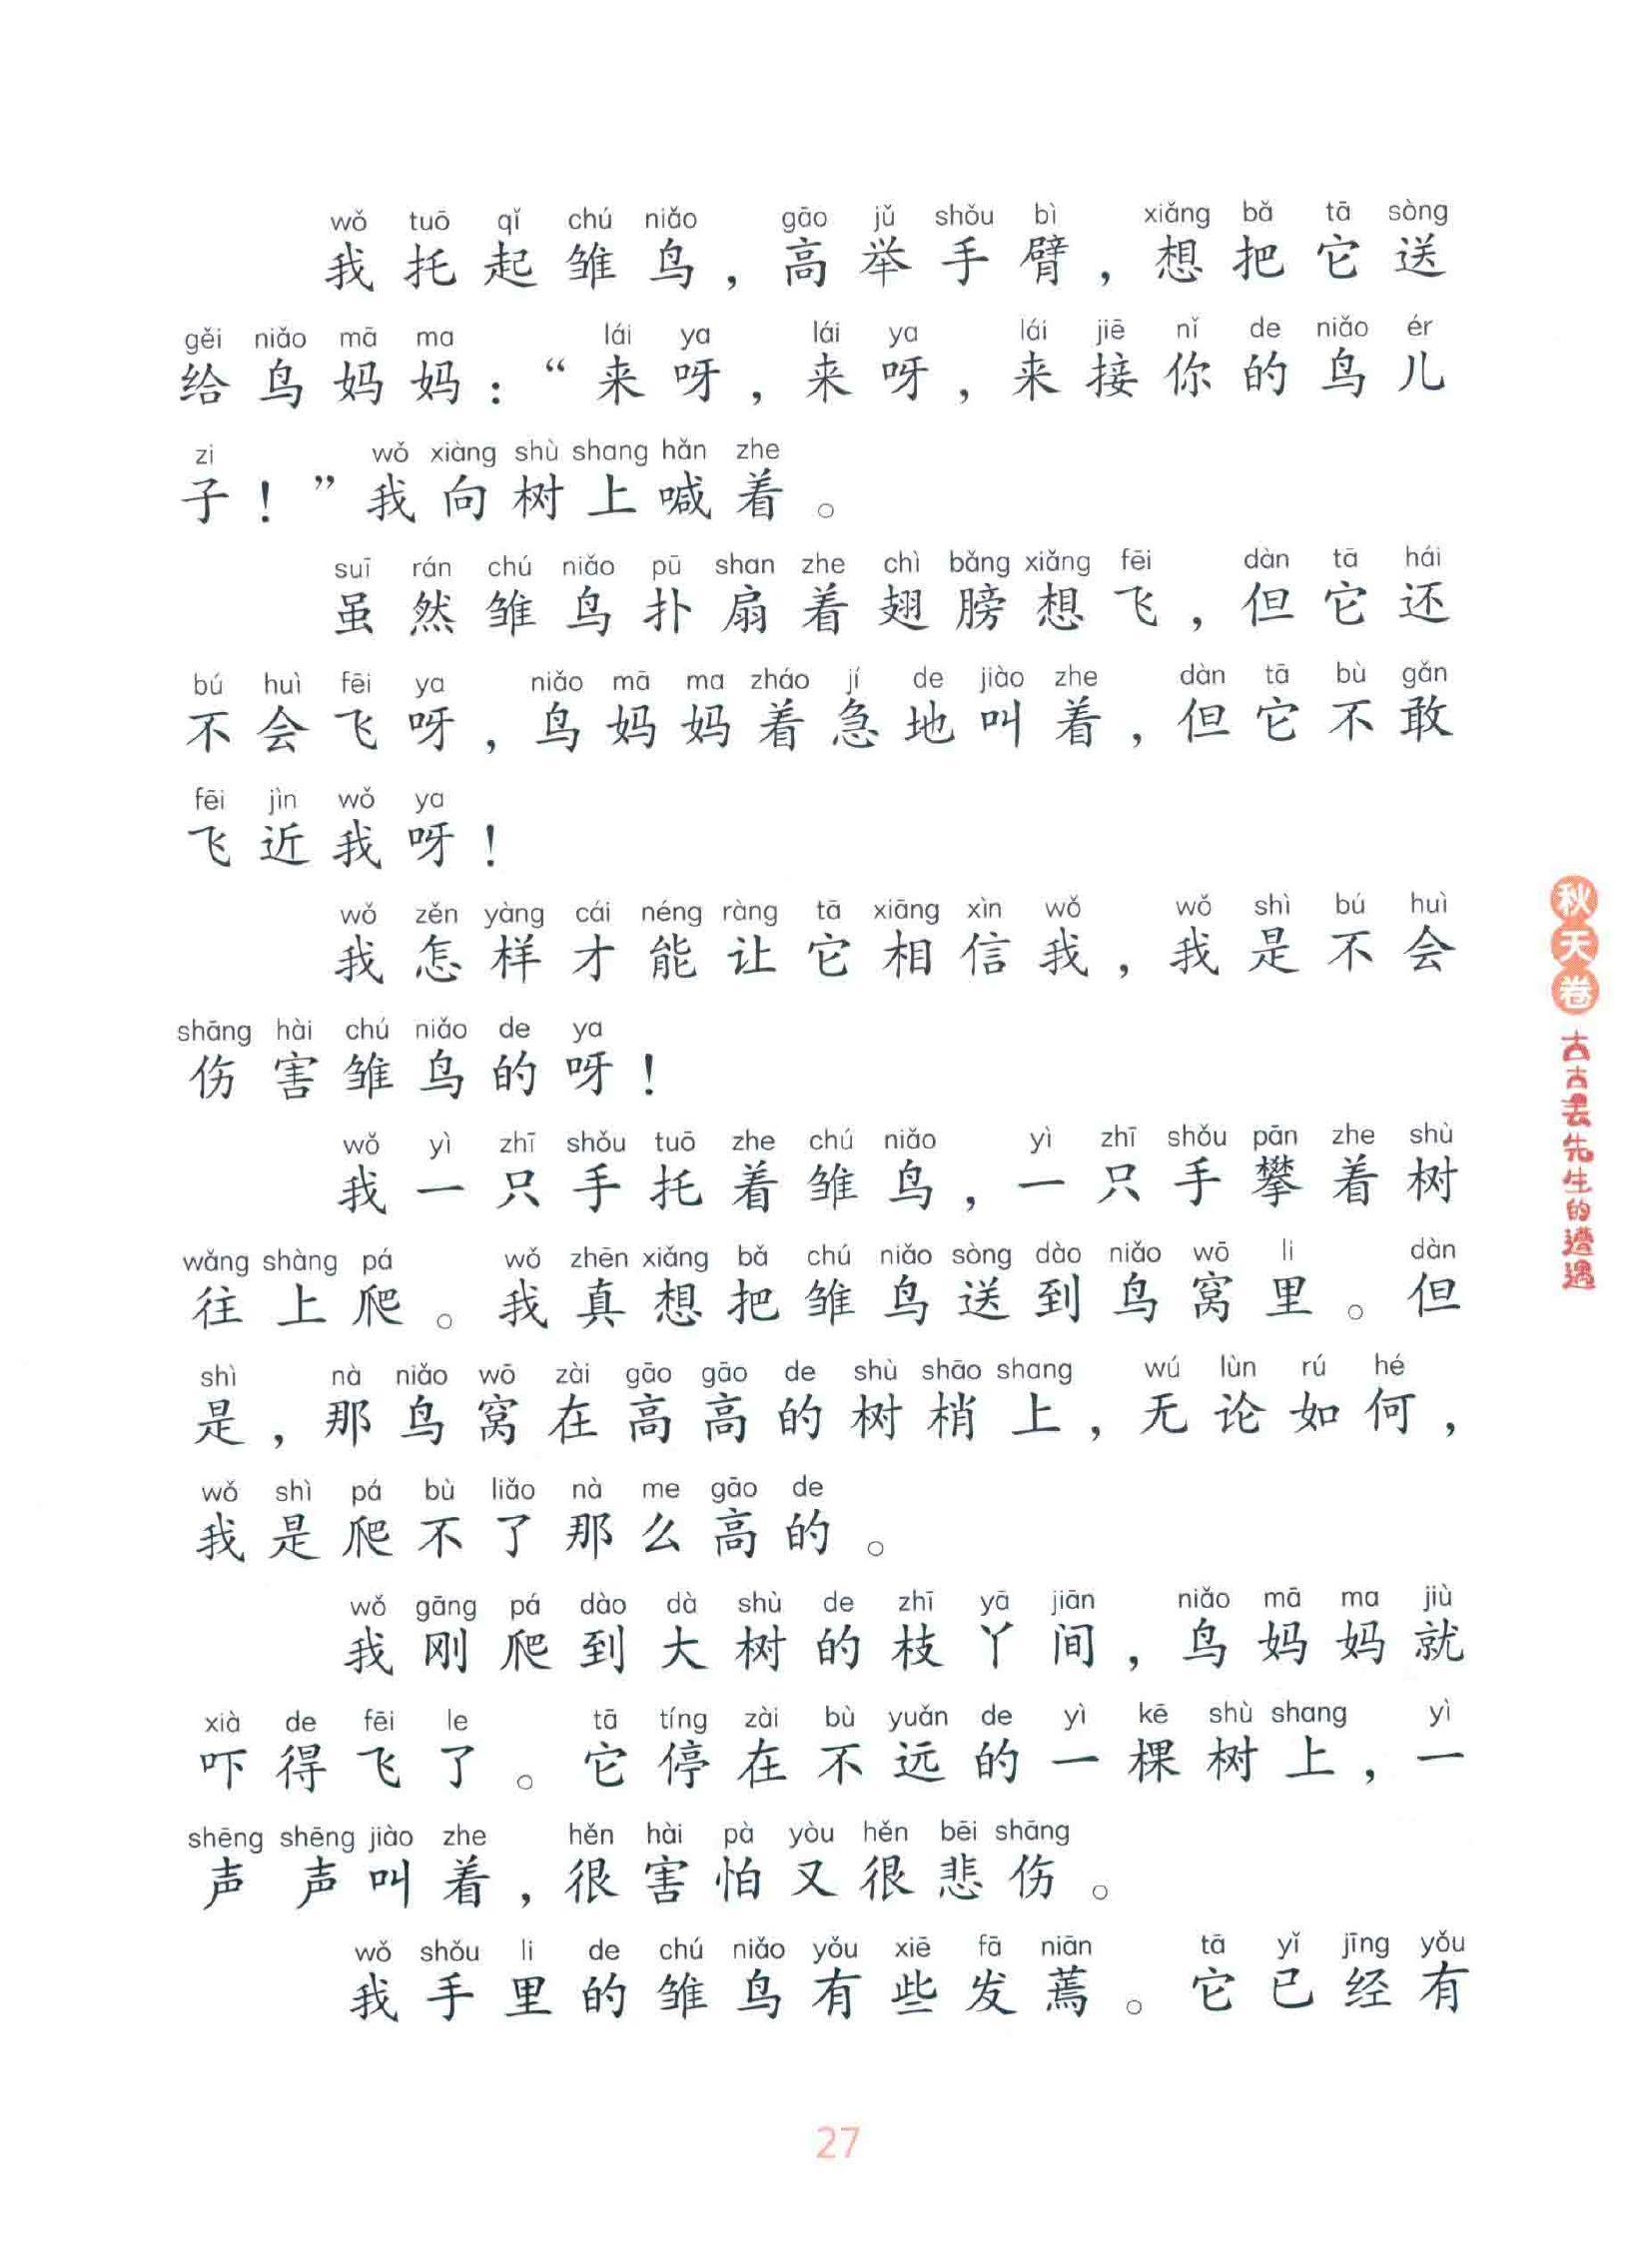 wǒ tuō qǐ chú niǎo gāo jǔ shǒu bì xiǎng bǎ tā sòng
我托起雏鸟，高举手臂，想把它送
gěi niǎo mā ma lái ya lái ya lái jiē nǐ de niǎo ér
给鸟妈妈：“来呀，来呀，来接你的鸟儿
zi wǒ xiàng shù shang hǎn zhe
子！”我向树上喊着。
suī rán chú niǎo pū shan zhe chì bǎng xiǎng fēi dàn tā hái
虽然雏鸟扑扇着翅膀想飞，但它还
bú huì fēi ya niǎo mā ma zháo jí de jiào zhe dàn tā bù gǎn
不会飞呀，鸟妈妈着急地叫着，但它不敢
fēi jìn wǒ ya
飞近我呀！
wǒ zěn yàng cái néng ràng tā xiāng xìn wǒ wǒ shì bú huì
我怎样才能让它相信我，我是不会
shāng hài chú niǎo de ya
伤害雏鸟的呀！
wǒ yì zhī shǒu tuō zhe chú niǎo yì zhī shǒu pān zhe shù
我一只手托着雏鸟，一只手攀着树
wǎng shàng pá wǒ zhēn xiǎng bǎ chú niǎo sòng dào niǎo wō li dàn
往上爬。我真想把雏鸟送到鸟窝里。但
shì nà niǎo wō zài gāo gāo de shù shāo shang wú lùn rú hé
是，那鸟窝在高高的树梢上，无论如何，
wǒ shì pá bù liǎo nà me gāo de
我是爬不了那么高的。
wǒ gāng pá dào dà shù de zhī yā jiān niǎo mā ma jiù
我刚爬到大树的枝丫间，鸟妈妈就
xià de fēi le tā tíng zài bù yuǎn de yì kē shù shang yì
吓得飞了。它停在不远的一棵树上，一
shēng shēng jiào zhe hěn hài pà yòu hěn bēi shāng
声声叫着，很害怕又很悲伤。
wǒ shǒu li de chú niǎo yǒu xiē fā niān tā yǐ jīng yǒu
我手里的雏鸟有些发蔫。它已经有
秋天卷
古古丢先生的遭遇
27